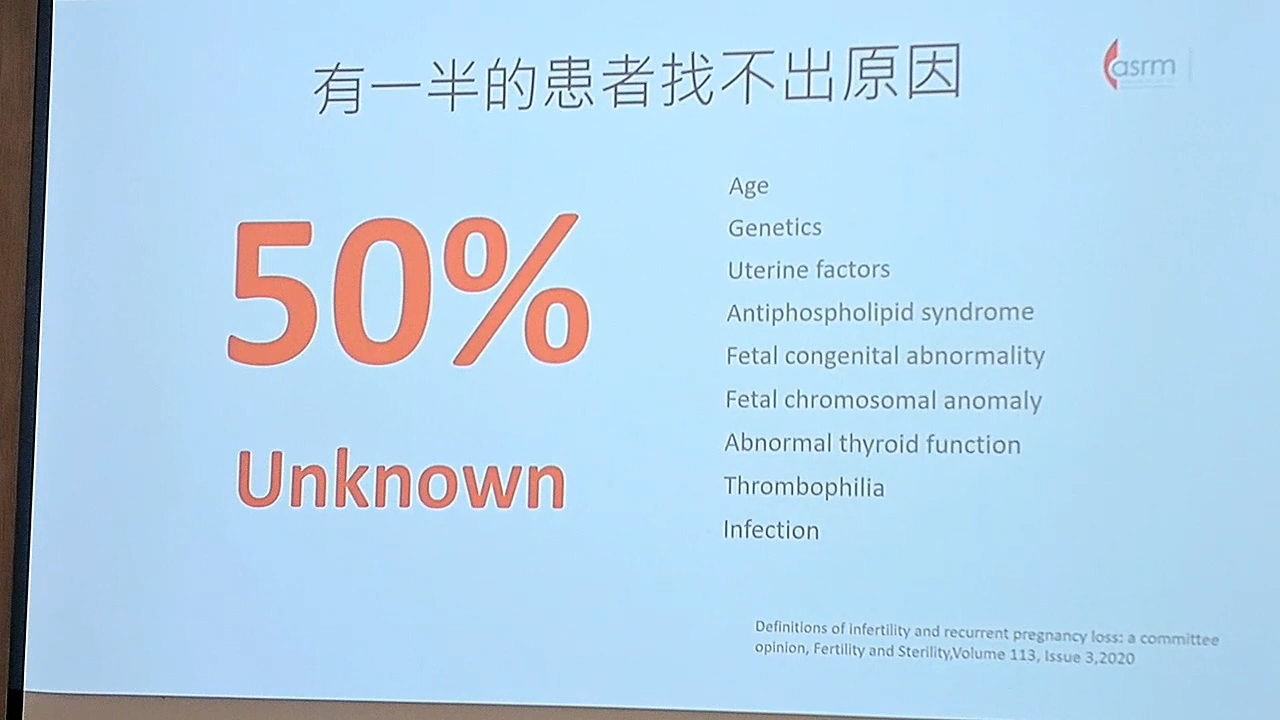 有一半的患者找不出原因
asrm
50%
Unknown
Age
Genetics
Uterine factors
Antiphospholipid syndrome
Fetal congenital abnormality
Fetal chromosomal anomaly
Abnormal thyroid function
Thrombophilia
Infection
Definitions of infertility and recurrent pregnancy loss: a committee
opinion, Fertility and Sterility,Volume 113, Issue 3,2020